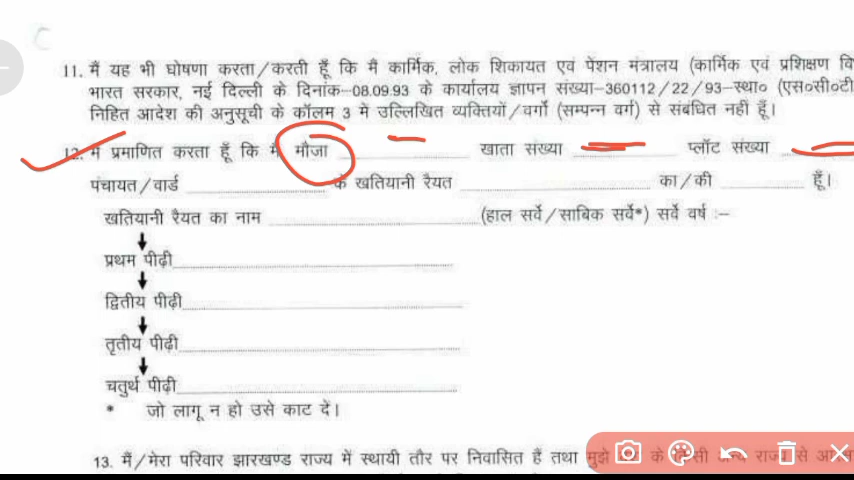 11. मैं यह भी घोषणा करता/करती हूँ कि मै कार्मिक, लोक शिकायत एवं पेंशन मंत्रालय (कार्मिक एवं प्रशिक्षण वि
भारत सरकार, नई दिल्ली के दिनांक–08.09.93 के कार्यालय ज्ञापन संख्या–360112/22/93–स्था० (एस०सी०टी
निहित आदेश की अनुसूची के कॉलम 3 मे उल्लिखित व्यक्तियों/वर्गो (सम्पन्न वर्ग) से संबंधित नहीं हूँ।
12. मैं प्रमाणित करता हूँ कि मैं मौजा ............ खाता संख्या ............ प्लॉट संख्या ............
पंचायत/वार्ड ............ के खतियानी रैयत ............ का/की ............ हूँ।
खतियानी रैयत का नाम ............ (हाल सर्वे/साबिक सर्वे*) सर्वे वर्ष :–
प्रथम पीढ़ी............
द्वितीय पीढ़ी............
तृतीय पीढ़ी............
चतुर्थ पीढ़ी............
* जो लागू न हो उसे काट दें।
13. मैं/मेरा परिवार झारखण्ड राज्य में स्थायी तौर पर निवासित है तथा मुझे के राज्य से